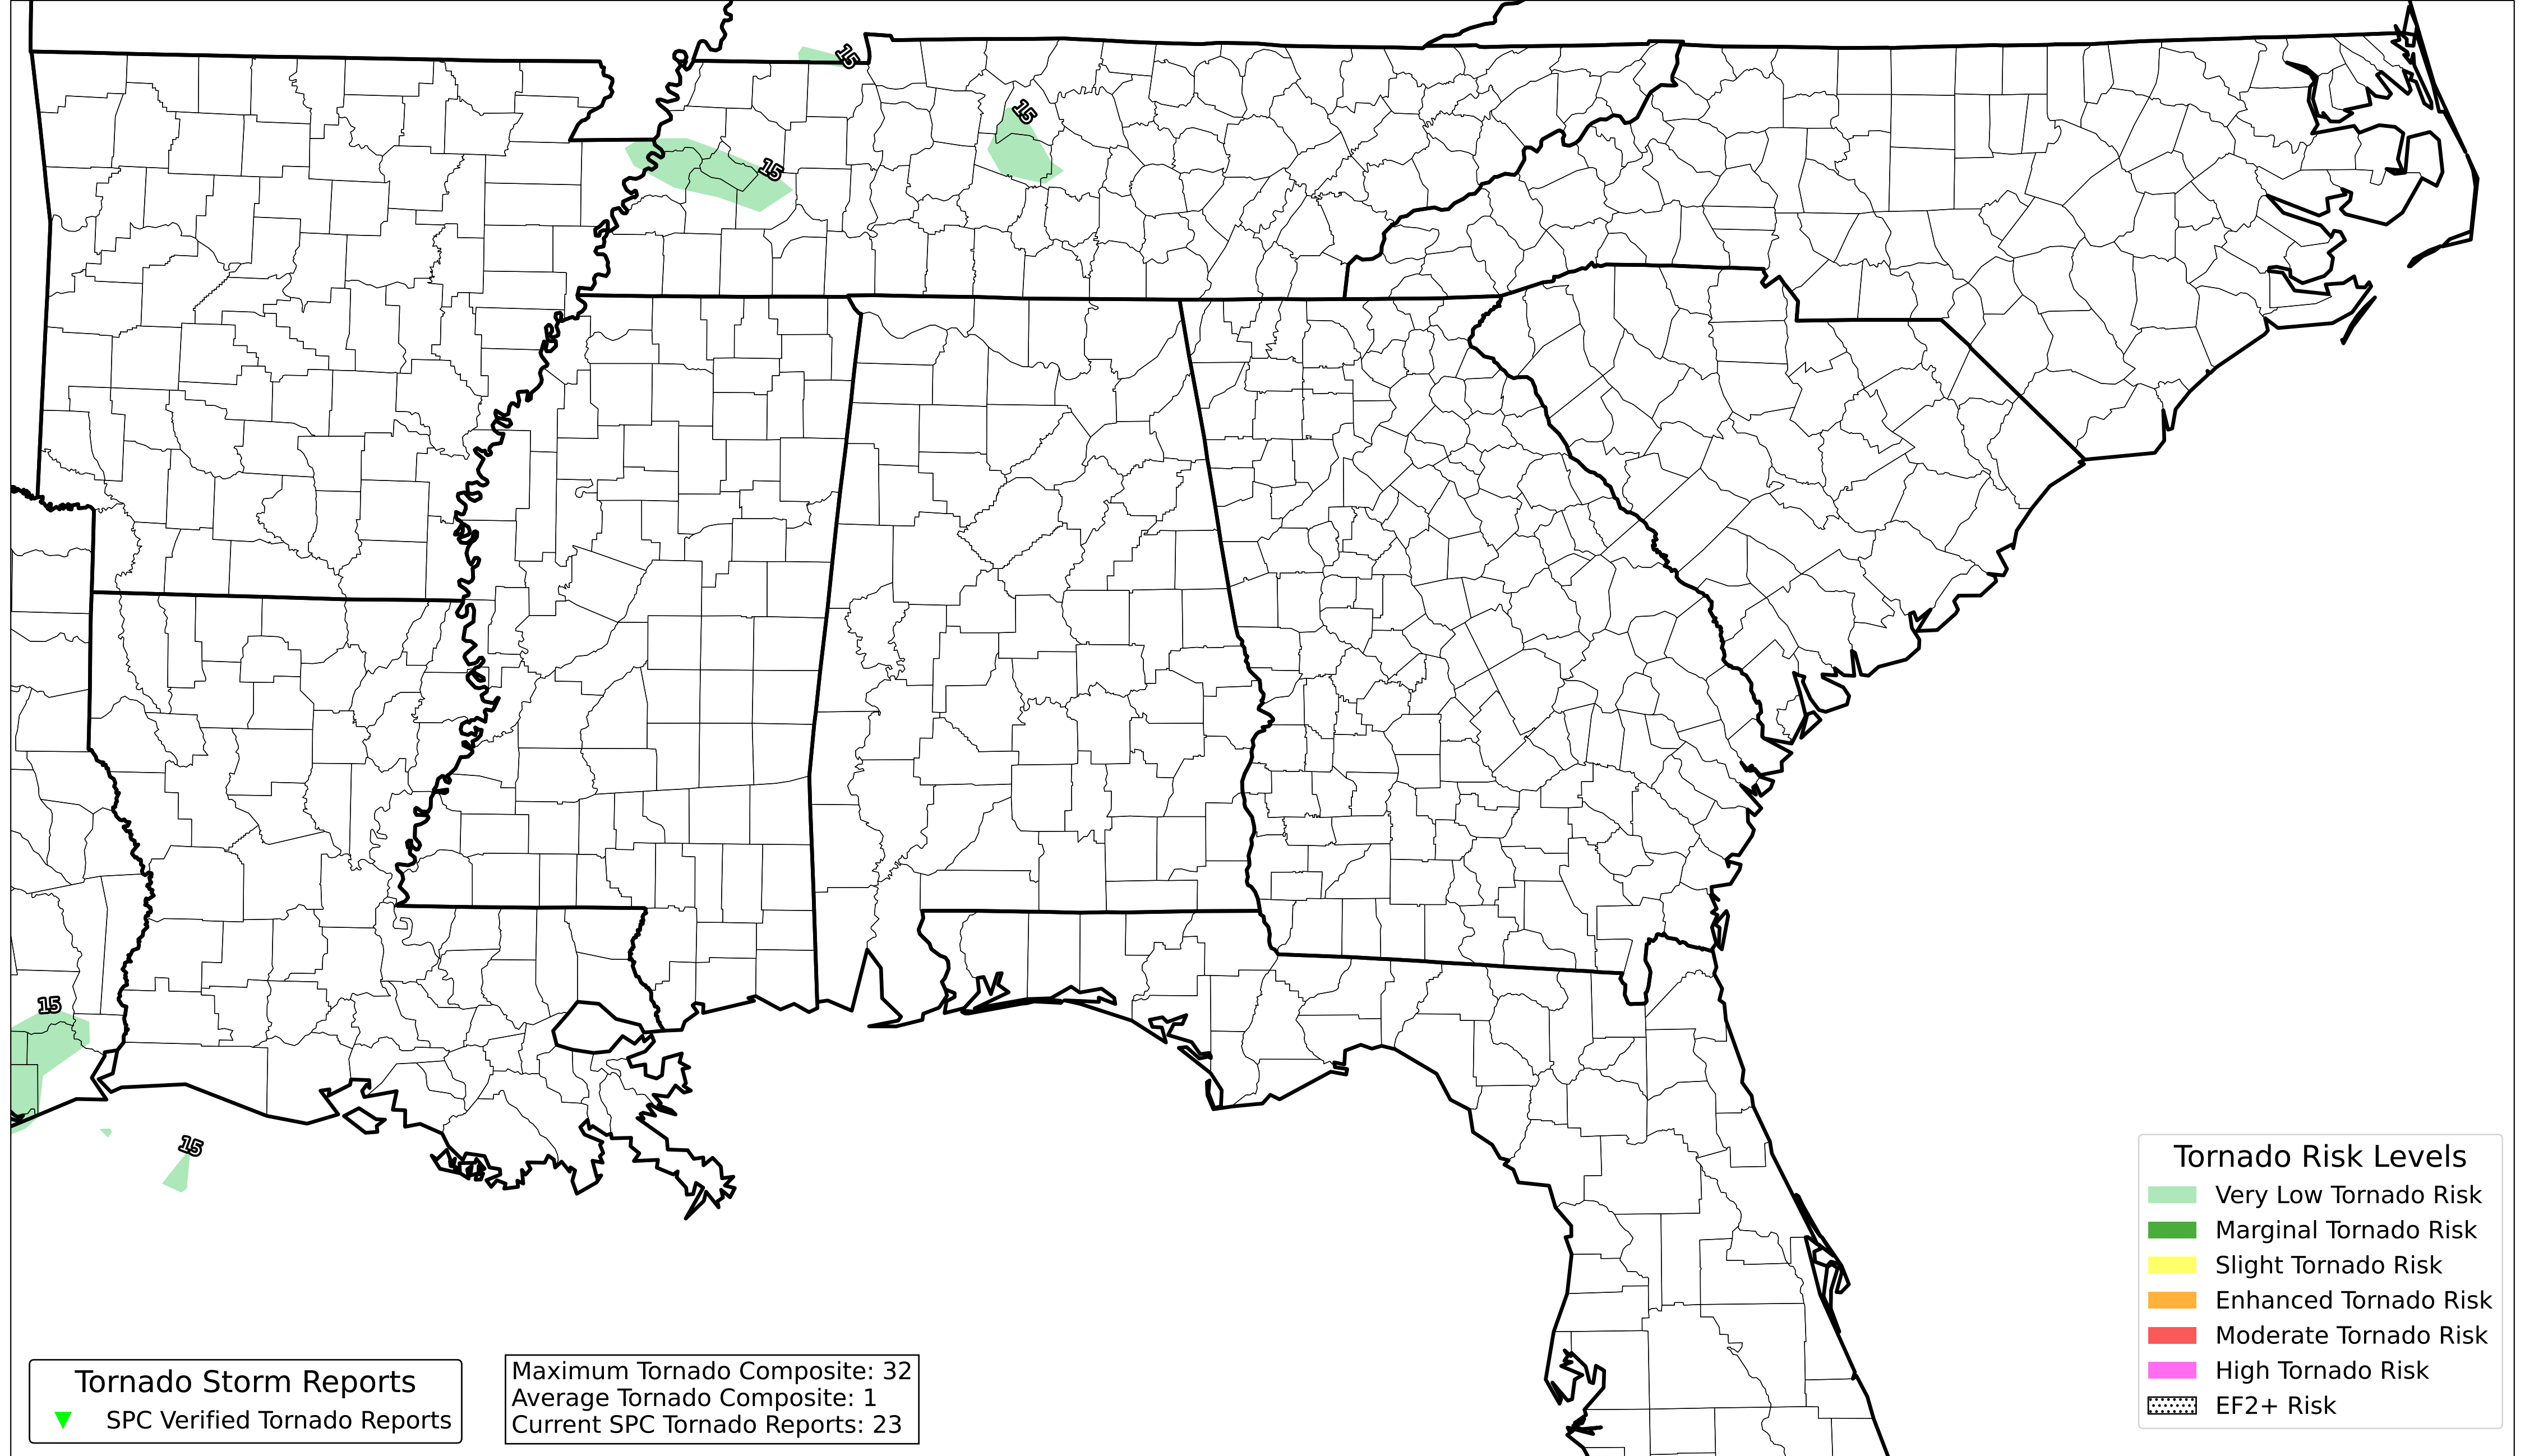 15
15
15
15
15
Tornado Storm Reports
SPC Verified Tornado Reports
Maximum Tornado Composite: 32
Average Tornado Composite: 1
Current SPC Tornado Reports: 23
Tornado Risk Levels
Very Low Tornado Risk
Marginal Tornado Risk
Slight Tornado Risk
Enhanced Tornado Risk
Moderate Tornado Risk
High Tornado Risk
EF2+ Risk